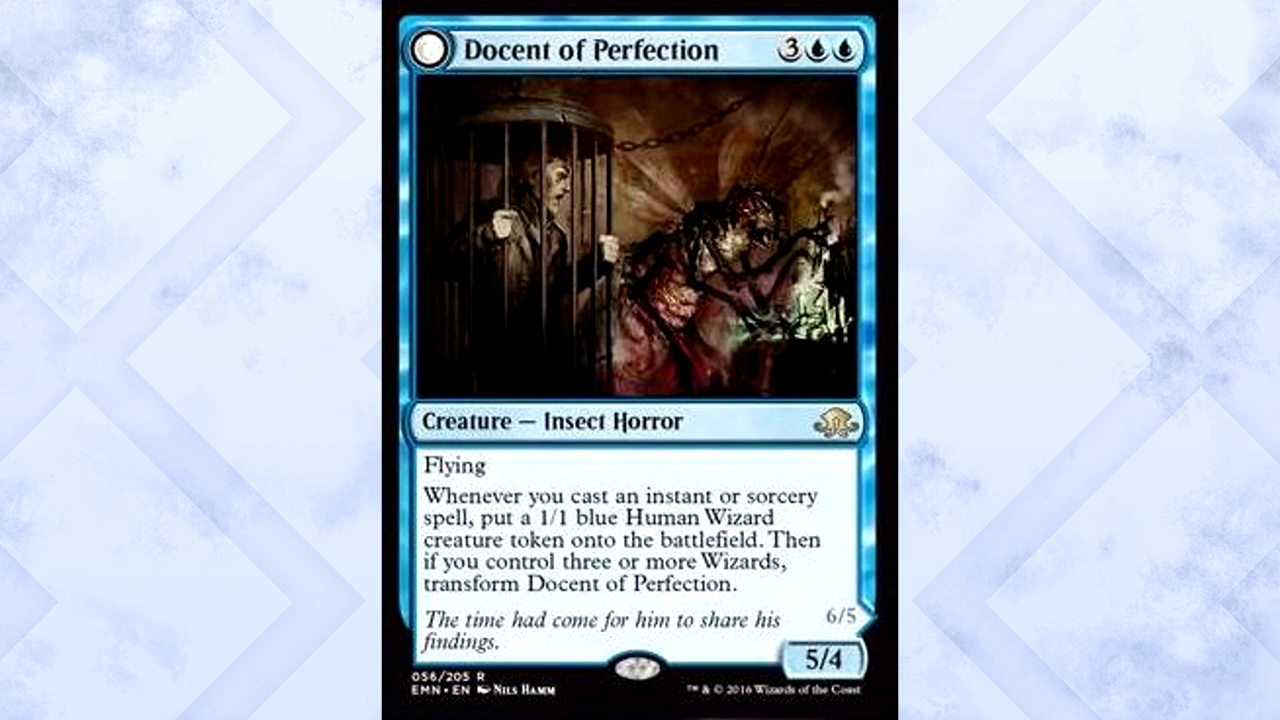 Docent of Perfection 3
Creature — Insect Horror
Flying
Whenever you cast an instant or sorcery
spell, put a 1/1 blue Human Wizard
creature token onto the battlefield. Then
if you control three or more Wizards,
transform Docent of Perfection.
The time had come for him to share his
findings.
6/5
5/4
056/205 R
EMN • EN Nils Hamm
™ & © 2016 Wizards of the Coast